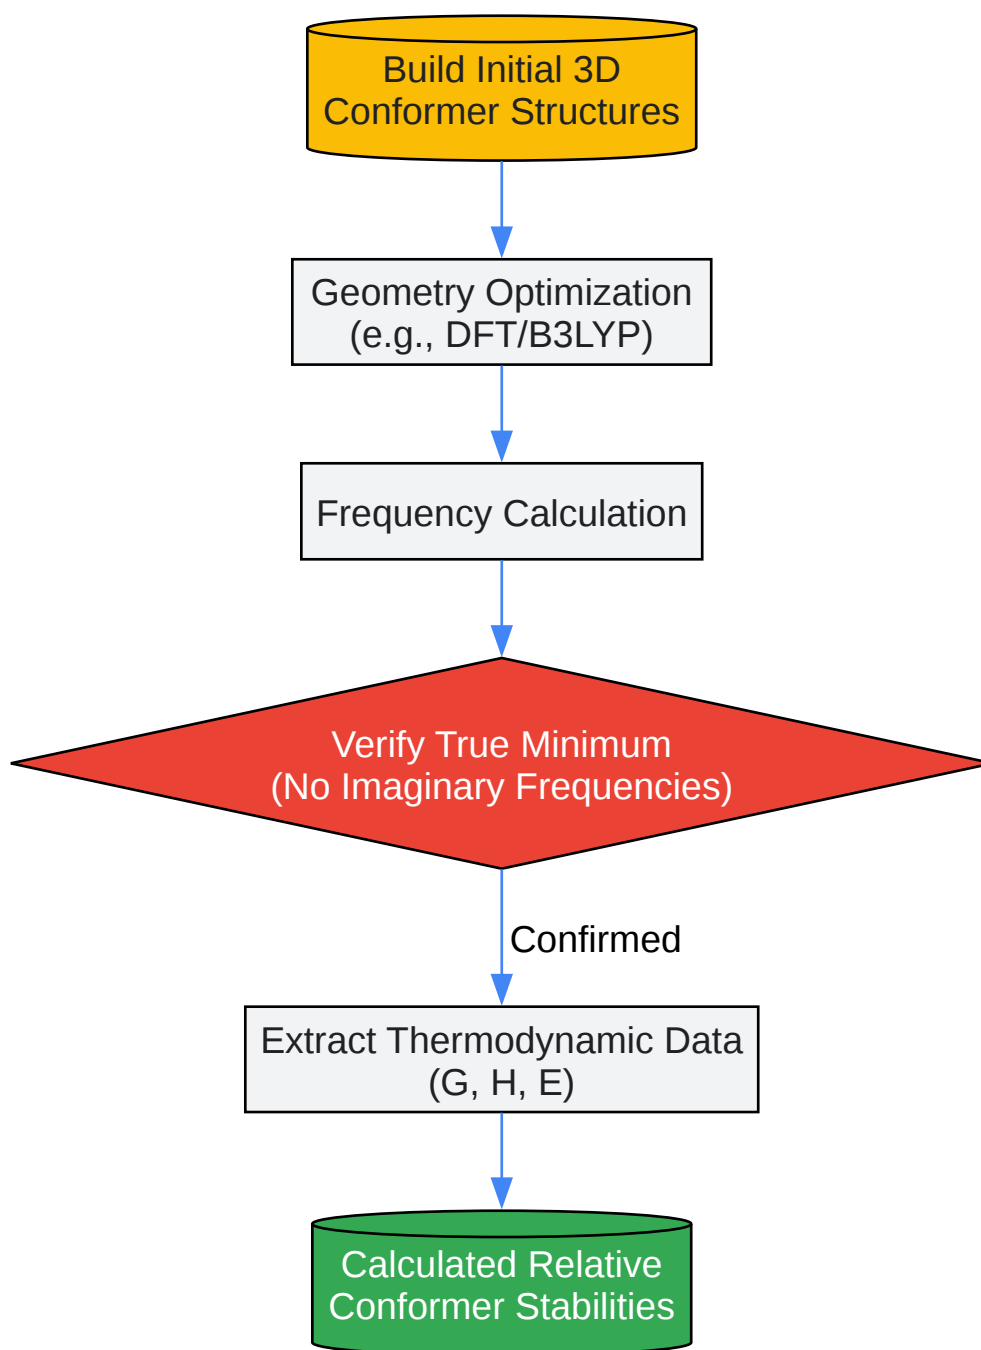 Build Initial 3D
Conformer Structures
Geometry Optimization
(e.g., DFT/B3LYP)
Frequency Calculation
Verify True Minimum
(No Imaginary Frequencies)
Confirmed
Extract Thermodynamic Data
(G, H, E)
Calculated Relative
Conformer Stabilities